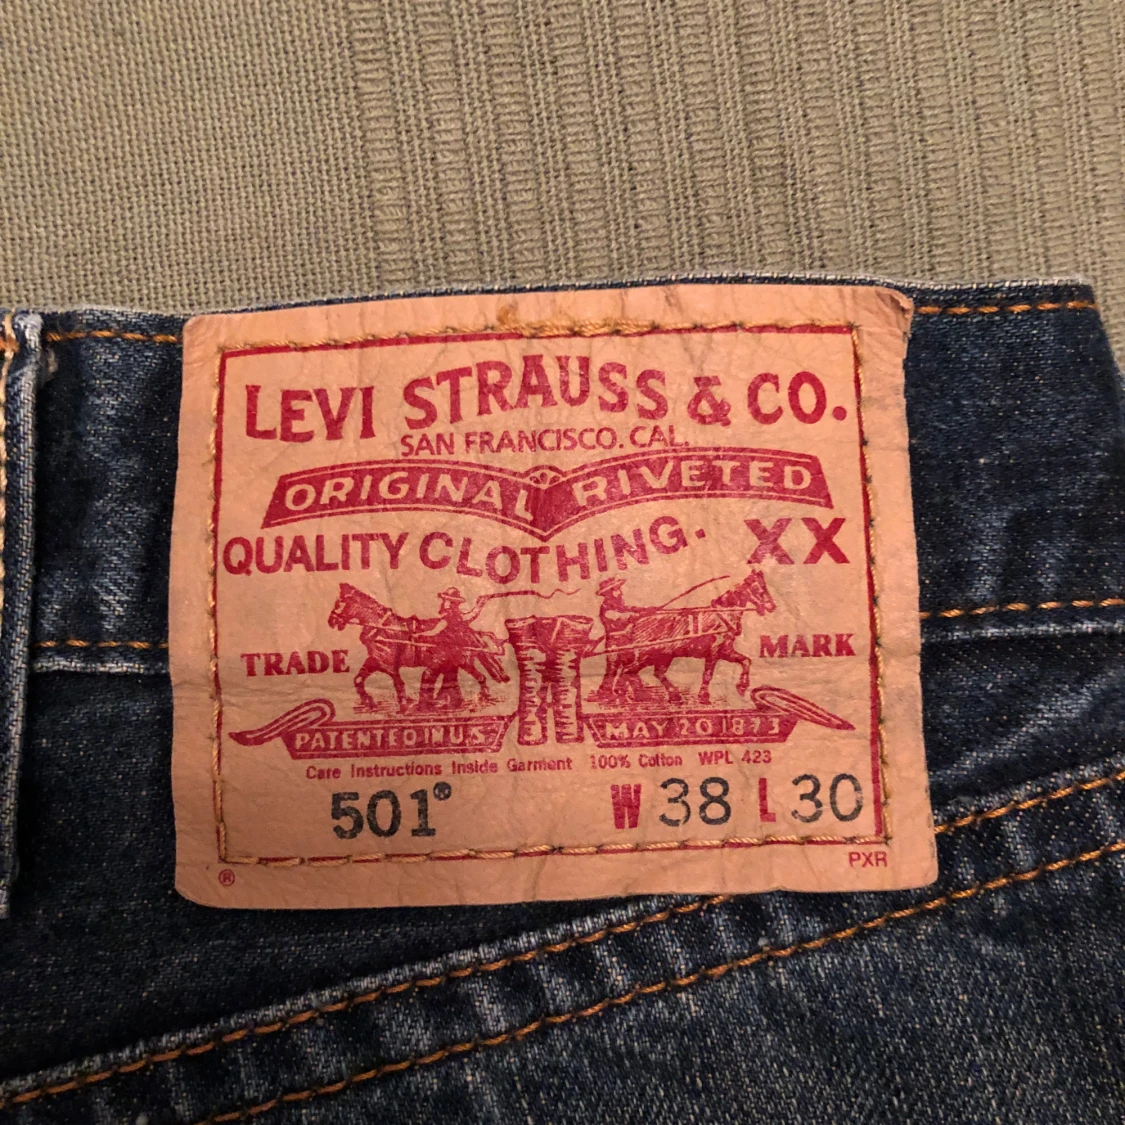 LEVI STRAUSS & CO.
SAN FRANCISCO. CAL.
ORIGINAL RIVETED
QUALITY CLOTHING. XX
TRADE MARK
PATENTED IN U S MAY 20 1873
Care Instructions Inside Garment 100% Cotton WPL 423
501® W 38 L 30
® PXR